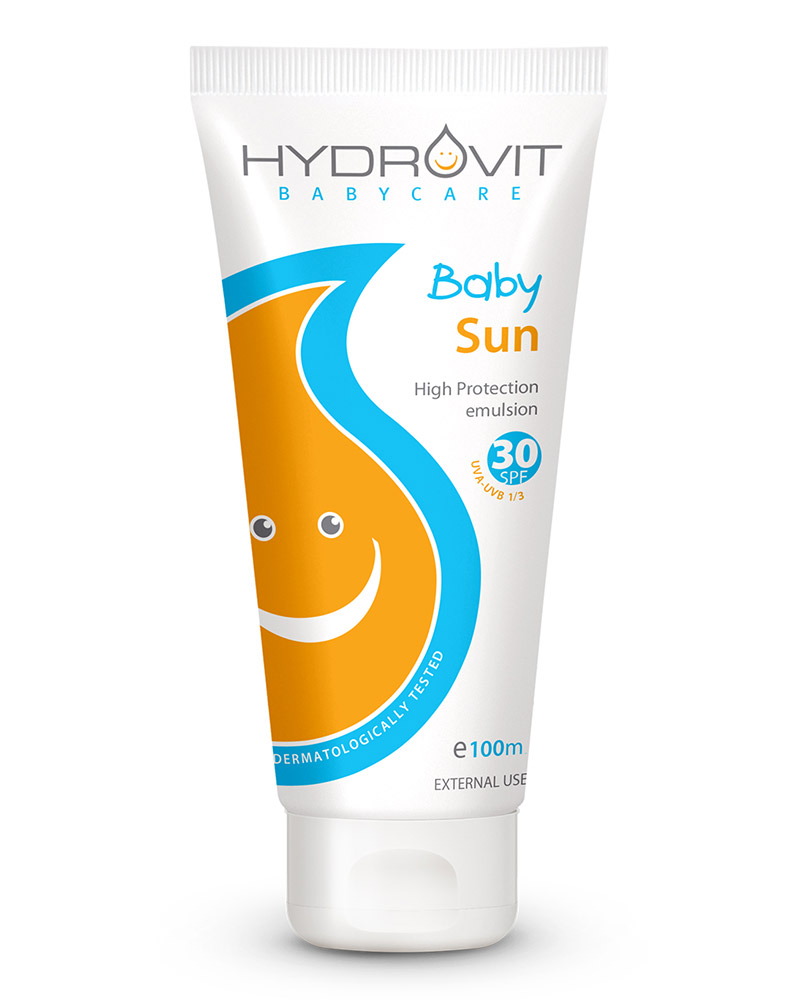 HYDROVIT
BABYCARE
Baby
Sun
High Protection
emulsion
30
SPF
UVA-UVB 1/3
DERMATOLOGICALLY TESTED
e100m
EXTERNAL USE